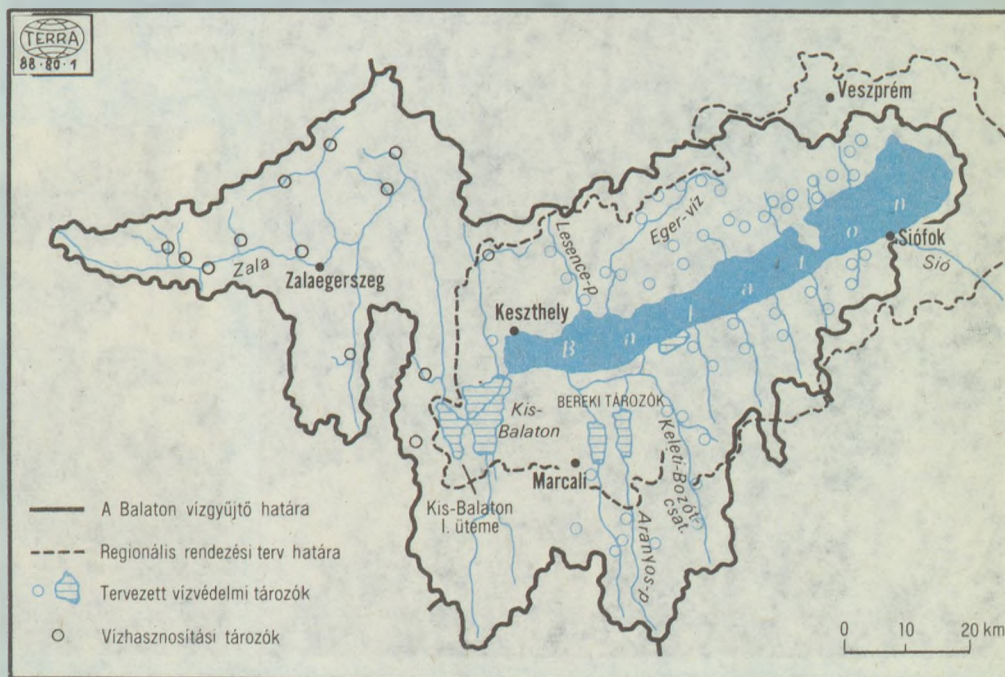 TERRA
88·80·1
Veszprém
Eger-víz
Lesence-p.
Siófok
Sió
Zala
Zalaegerszeg
Keszthely
Balaton
BEREKI TÁROZÓK
Kis-
Balaton
Keleti-Bozót-
csat.
Marcali
Kis-Balaton
I. üteme
Aranyos-p
A Balaton vízgyűjtő határa
Regionális rendezési terv határa
Tervezett vízvédelmi tározók
Vízhasznosítási tározók
0 10 20 km